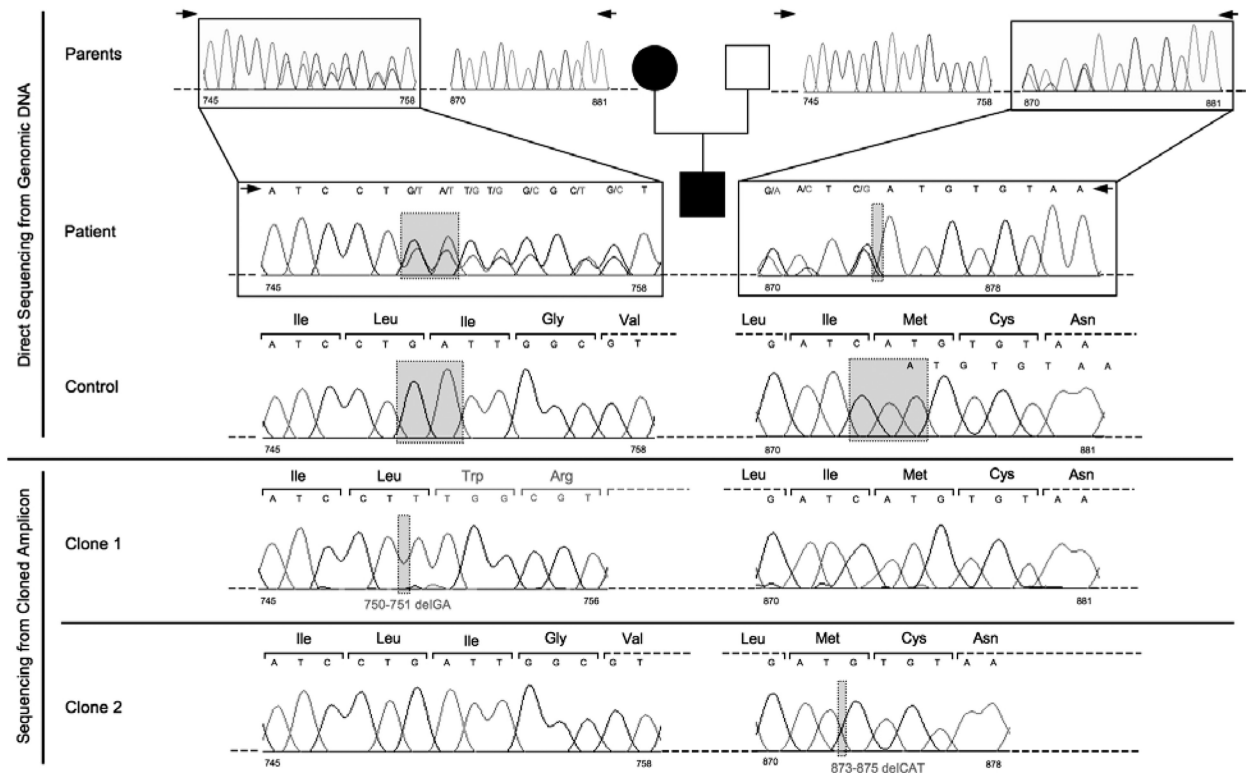 Direct Sequencing from Genomic DNA
Parents
745 758 870 881 745 758 870 881
Patient
A T C C T G/T A/T T/G T/G G/C G C/T G/C T G/A A/C T C/G A T G T G T A A
745 758 870 878
Control
Ile Leu Ile Gly Val Leu Ile Met Cys Asn
A T C C T G A T T G G C G T G A T C A T G T G T A A
A T G T G T A A
745 758 870 881
Sequencing from Cloned Amplicon
Clone 1
Ile Leu Trp Arg Leu Ile Met Cys Asn
A T C C T T T G G C G T G A T C A T G T G T A A
745 756 870 881
750-751 delGA
Clone 2
Ile Leu Ile Gly Val Leu Met Cys Asn
A T C C T G A T T G G C G T G A T G T G T A A
745 758 870 878
873-875 delCAT